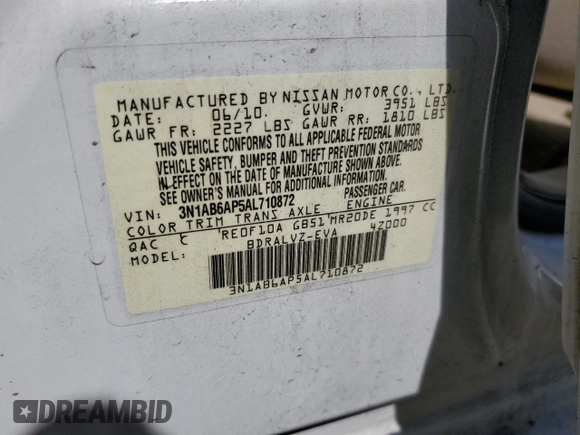 MANUFACTURED BY NISSAN MOTOR CO., LTD.
DATE: 06/10. GVWR: 3951 LBS
GAWR FR: 2227 LBS GAWR RR: 1810 LBS
THIS VEHICLE CONFORMS TO ALL APPLICABLE FEDERAL MOTOR
VEHICLE SAFETY, BUMPER AND THEFT PREVENTION STANDARDS
IN EFFECT ON THE DATE OF MANUFACTURE SHOWN ABOVE.
SEE OWNER'S MANUAL FOR ADDITIONAL INFORMATION
VIN: 3N1AB6AP5AL710872 PASSENGER CAR.
COLOR TRIM TRANS AXLE ENGINE
QAC C RE0F10A GB51 MR20DE 1997 CC
MODEL: BDRALVZ-EVA 4Z000
3N1AB6AP5AL710872
DREAMBID